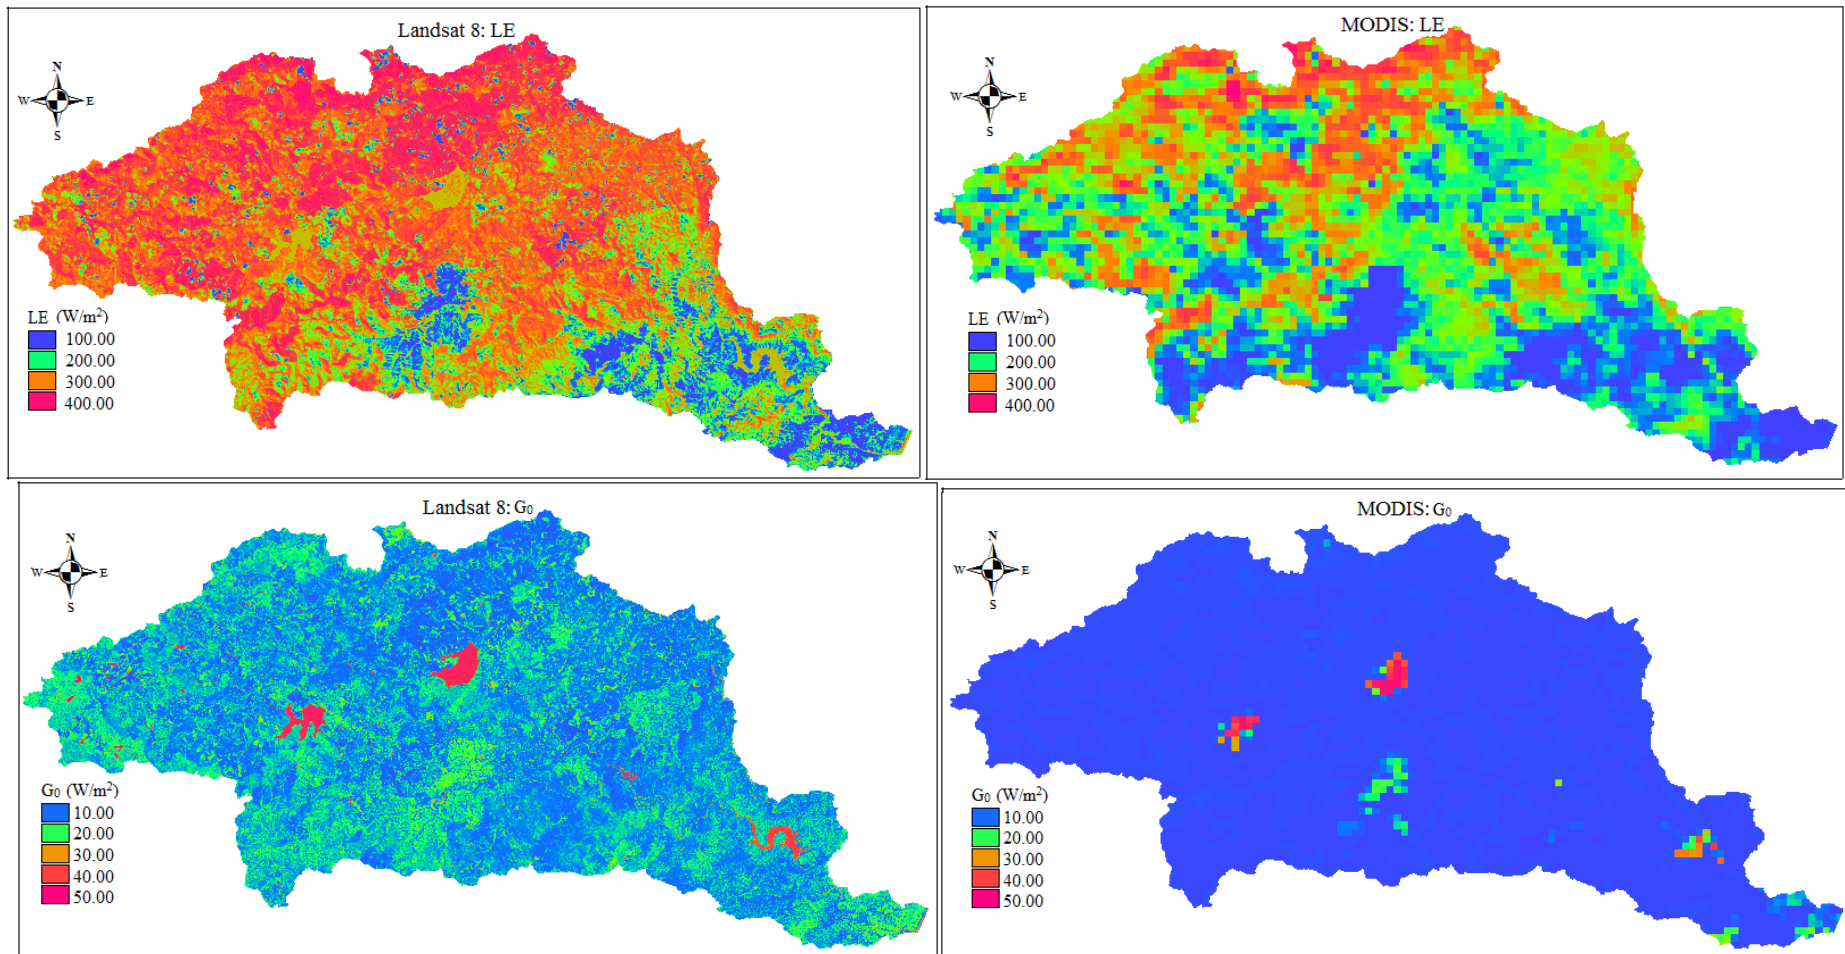 Landsat 8: LE
N
W E
S
LE (W/m²)
100.00
200.00
300.00
400.00
MODIS: LE
N
W E
S
LE (W/m²)
100.00
200.00
300.00
400.00
Landsat 8: G₀
N
W E
S
G₀ (W/m²)
10.00
20.00
30.00
40.00
50.00
MODIS: G₀
N
W E
S
G₀ (W/m²)
10.00
20.00
30.00
40.00
50.00